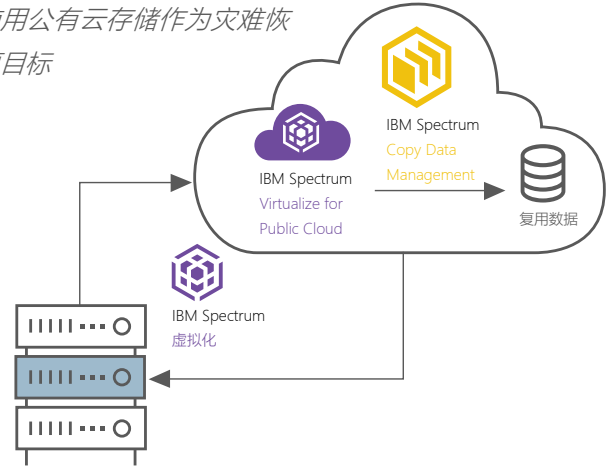 用公有云存储作为灾难恢
目标
IBM Spectrum
Copy Data
Management
IBM Spectrum
Virtualize for
Public Cloud
复用数据
IBM Spectrum
虚拟化